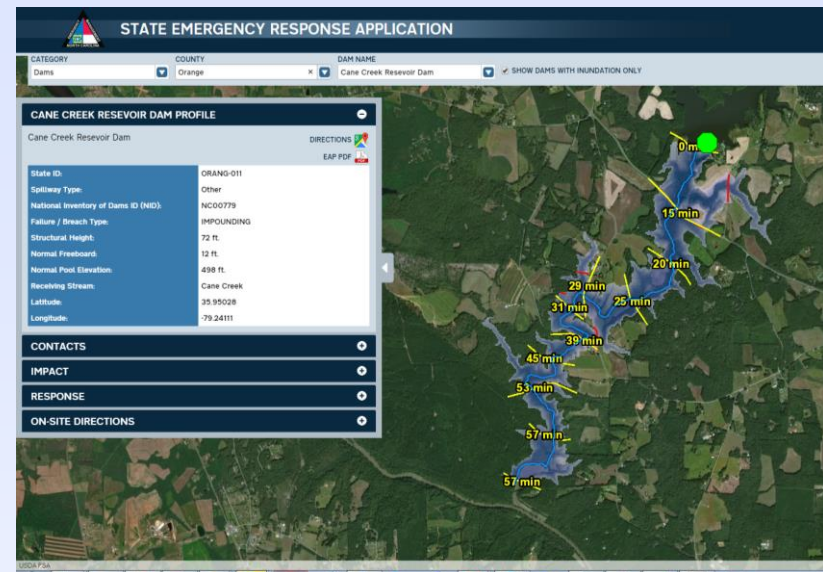 STATE EMERGENCY RESPONSE APPLICATION
CATEGORY COUNTY DAM NAME
Dams Orange × Cane Creek Resevoir Dam SHOW DAMS WITH INUNDATION ONLY
CANE CREEK RESEVOIR DAM PROFILE
Cane Creek Resevoir Dam DIRECTIONS
EAP PDF
State ID: ORANG-011
Spillway Type: Other
National Inventory of Dams ID (NID): NC00779
Failure / Breach Type: IMPOUNDING
Structural Height: 72 ft.
Normal Freeboard: 12 ft.
Normal Pool Elevation: 498 ft.
Receiving Stream: Cane Creek
Latitude: 35.95028
Longitude: -79.24111
CONTACTS
IMPACT
RESPONSE
ON-SITE DIRECTIONS
0 m
15 min
20 min
29 min
25 min
31 min
39 min
45 min
53 min
57 min
57 min
USDA FSA